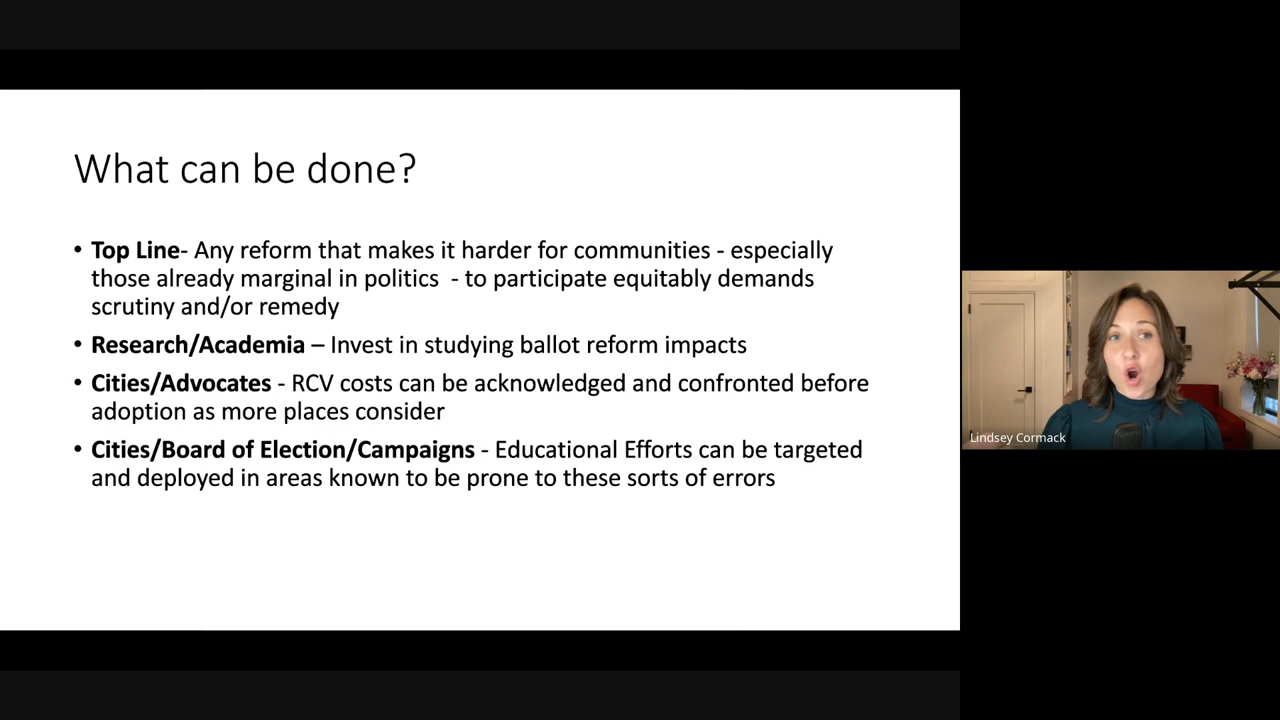 What can be done?
• Top Line- Any reform that makes it harder for communities - especially
those already marginal in politics  - to participate equitably demands
scrutiny and/or remedy
• Research/Academia – Invest in studying ballot reform impacts
• Cities/Advocates - RCV costs can be acknowledged and confronted before
adoption as more places consider
• Cities/Board of Election/Campaigns - Educational Efforts can be targeted
and deployed in areas known to be prone to these sorts of errors
Lindsey Cormack